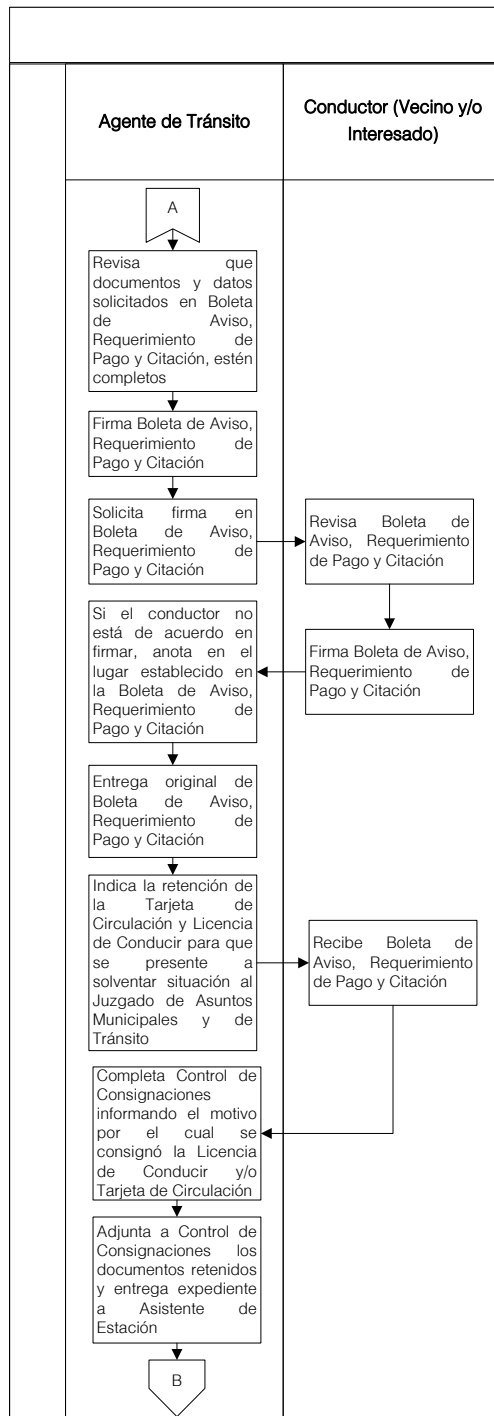 Agente de Tránsito
Conductor (Vecino y/o
Interesado)
A
Revisa que
documentos y datos
solicitados en Boleta
de Aviso,
Requerimiento de
Pago y Citación, estén
completos
Firma Boleta de Aviso,
Requerimiento de
Pago y Citación
Solicita firma en
Boleta de Aviso,
Requerimiento de
Pago y Citación
Revisa Boleta de
Aviso, Requerimiento
de Pago y Citación
Firma Boleta de Aviso,
Requerimiento de
Pago y Citación
Si el conductor no
está de acuerdo en
firmar, anota en el
lugar establecido en
la Boleta de Aviso,
Requerimiento de
Pago y Citación
Entrega original de
Boleta de Aviso,
Requerimiento de
Pago y Citación
Indica la retención de
la Tarjeta de
Circulación y Licencia
de Conducir para que
se presente a
solventar situación al
Juzgado de Asuntos
Municipales y de
Tránsito
Recibe Boleta de
Aviso, Requerimiento
de Pago y Citación
Completa Control de
Consignaciones
informando el motivo
por el cual se
consignó la Licencia
de Conducir y/o
Tarjeta de Circulación
Adjunta a Control de
Consignaciones los
documentos retenidos
y entrega expediente
a Asistente de
Estación
B